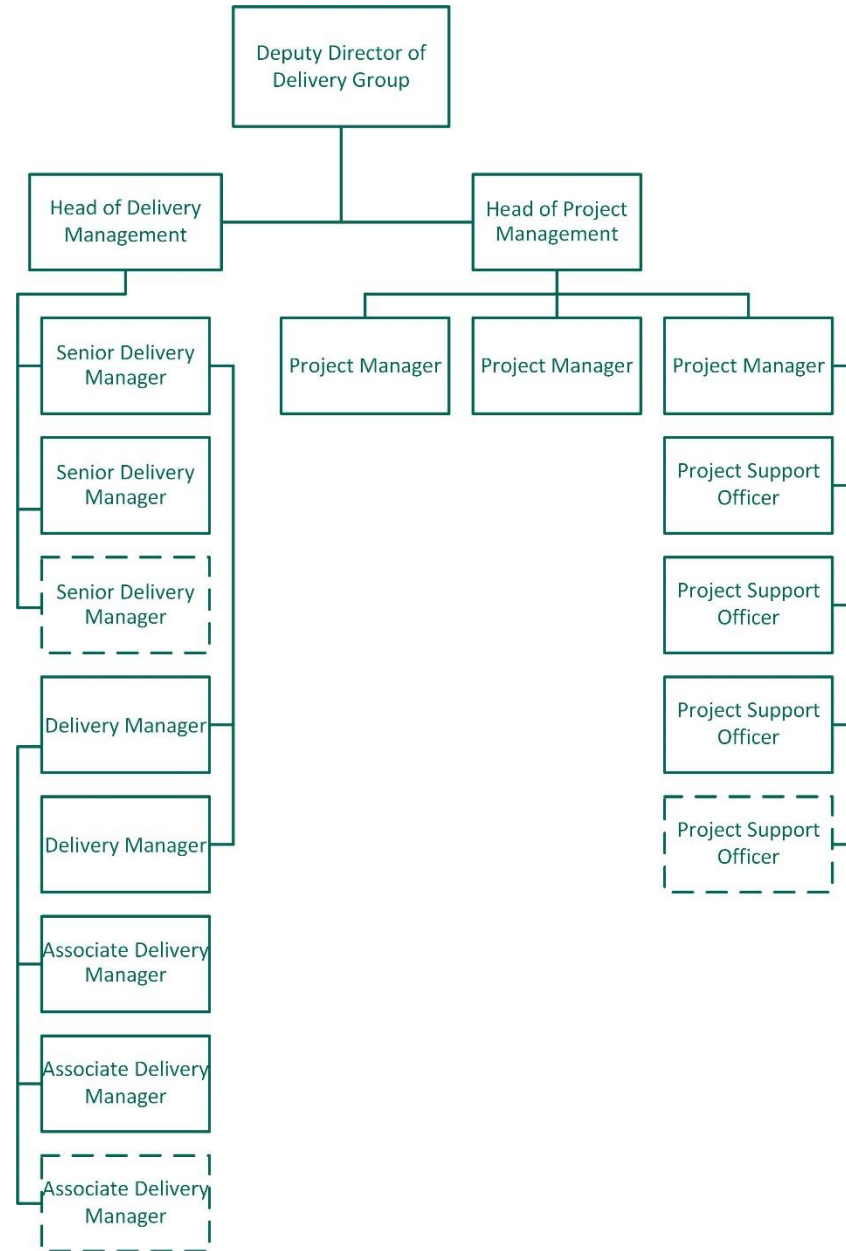 Deputy Director of
Delivery Group
Head of Delivery
Management
Head of Project
Management
Senior Delivery
Manager
Project Manager
Project Manager
Project Manager
Senior Delivery
Manager
Project Support
Officer
Senior Delivery
Manager
Project Support
Officer
Delivery Manager
Project Support
Officer
Delivery Manager
Project Support
Officer
Associate Delivery
Manager
Associate Delivery
Manager
Associate Delivery
Manager